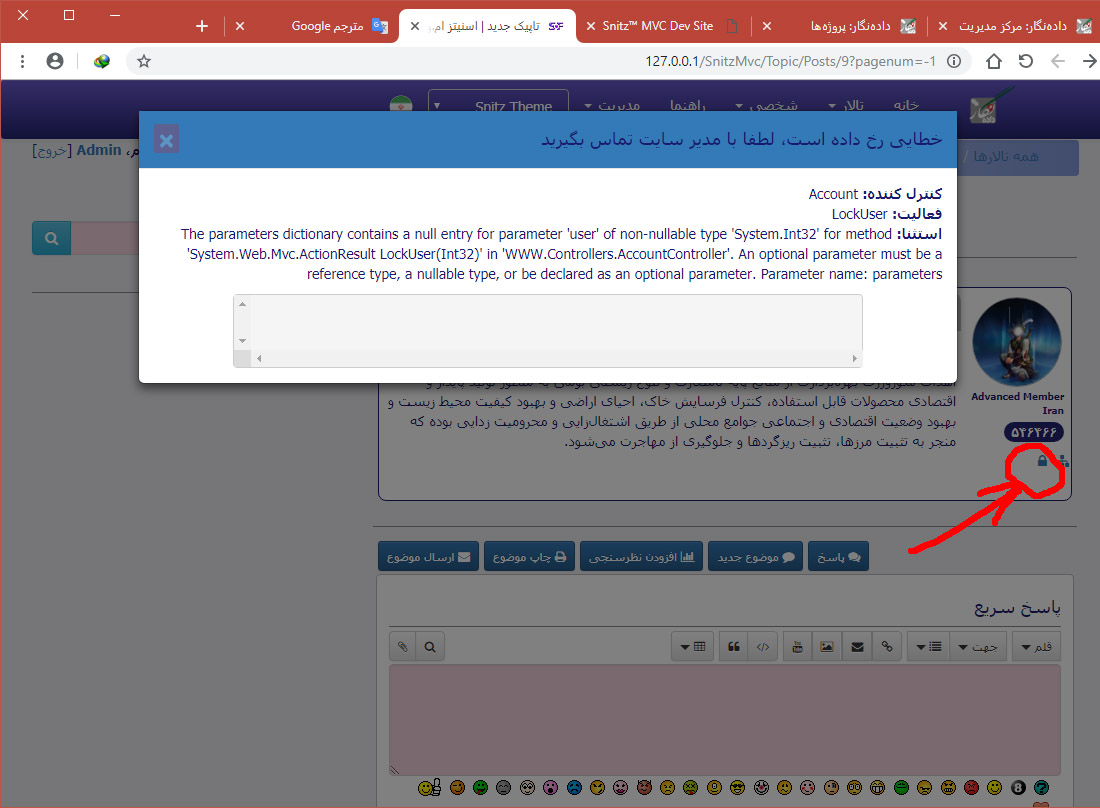 داده‌نگار: مرکز مدیریت
داده‌نگار: پروژه‌ها
Snitz™ MVC Dev Site
تاپیک جدید | اسنیتز ام‌
مترجم Google
127.0.0.1/SnitzMvc/Topic/Posts/9?pagenum=-1
خانه
تالار
شخصی
راهنما
مدیریت
Snitz Theme
همه تالارها /
م، Admin [خروج]
خطایی رخ داده است، لطفا با مدیر سایت تماس بگیرید
کنترل کننده: Account
فعالیت: LockUser
استثنا: The parameters dictionary contains a null entry for parameter 'user' of non-nullable type 'System.Int32' for method
'System.Web.Mvc.ActionResult LockUser(Int32)' in 'WWW.Controllers.AccountController'. An optional parameter must be a
reference type, a nullable type, or be declared as an optional parameter. Parameter name: parameters
Advanced Member
Iran
۵۴۶۴۶۶
اقتصادی محصولات قابل استفاده، کنترل فرسایش خاک، احیای اراضی و بهبود کیفیت محیط زیست و
بهبود وضعیت اقتصادی و اجتماعی جوامع محلی از طریق اشتغال‌زایی و محرومیت زدایی بوده که
منجر به تثبیت مرزها، تثبیت ریزگردها و جلوگیری از مهاجرت می‌شود.
پاسخ
موضوع جدید
افزودن نظرسنجی
چاپ موضوع
ارسال موضوع
پاسخ سریع
قلم
جهت